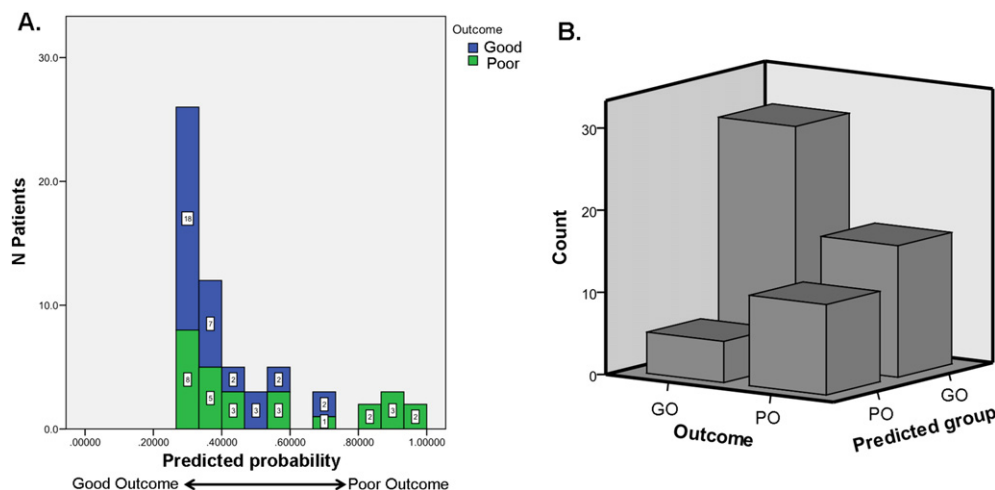 A.
Outcome
Good
Poor
30.0
20.0
10.0
0.0
N Patients
18
8
7
5
2
3
3
2
3
2
1
2
3
2
.00000
.20000
.40000
.60000
.80000
1.00000
Predicted probability
Good Outcome
Poor Outcome
B.
Count
30
20
10
0
GO
PO
Outcome
PO
GO
Predicted group